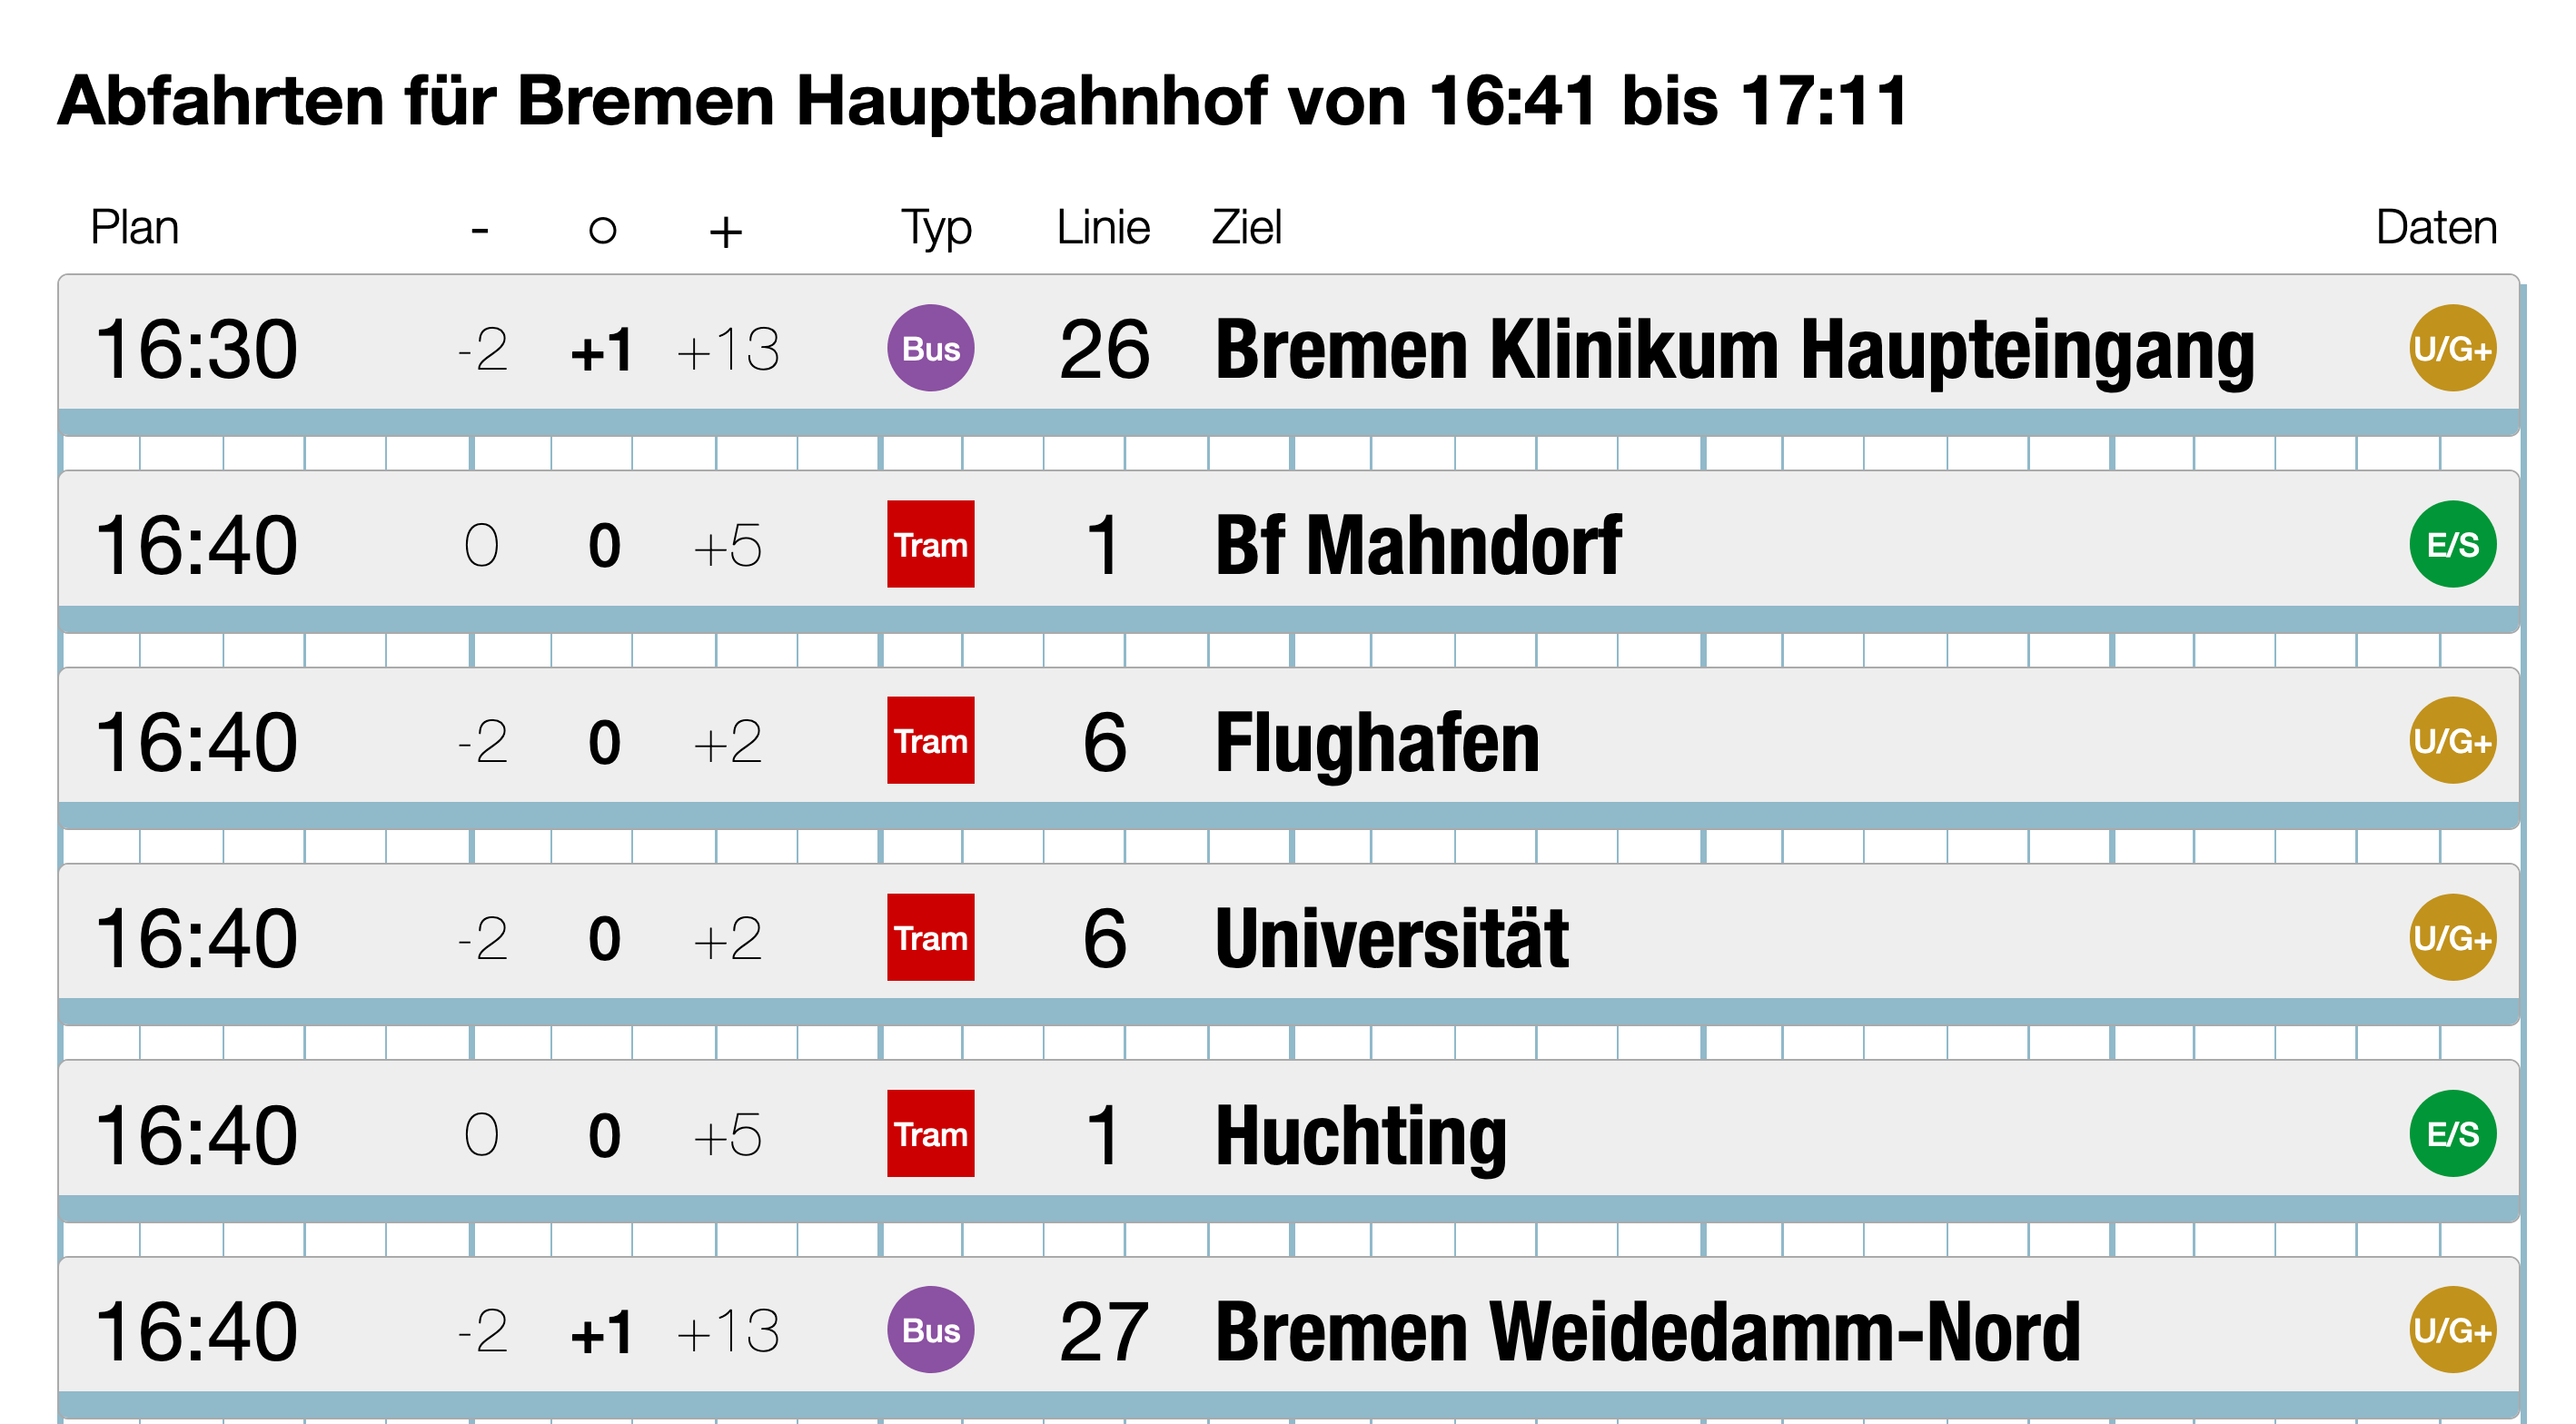 Abfahrten für Bremen Hauptbahnhof von 16:41 bis 17:11
Plan - ○ + Typ Linie Ziel Daten
16:30 -2 +1 +13 Bus 26 Bremen Klinikum Haupteingang U/G+
16:40 0 0 +5 Tram 1 Bf Mahndorf E/S
16:40 -2 0 +2 Tram 6 Flughafen U/G+
16:40 -2 0 +2 Tram 6 Universität U/G+
16:40 0 0 +5 Tram 1 Huchting E/S
16:40 -2 +1 +13 Bus 27 Bremen Weidedamm-Nord U/G+